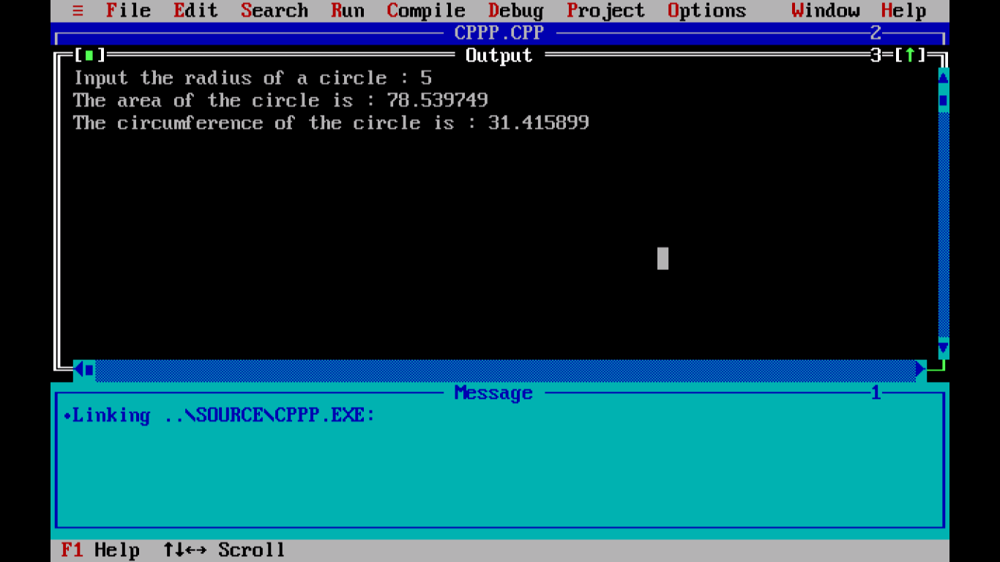 ≡ File Edit Search Run Compile Debug Project Options Window Help
CPPP.CPP 2
[■] Output 3=[↑]
Input the radius of a circle : 5
The area of the circle is : 78.539749
The circumference of the circle is : 31.415899
Message 1
•Linking ..\SOURCE\CPPP.EXE:
F1 Help ↑↓←→ Scroll